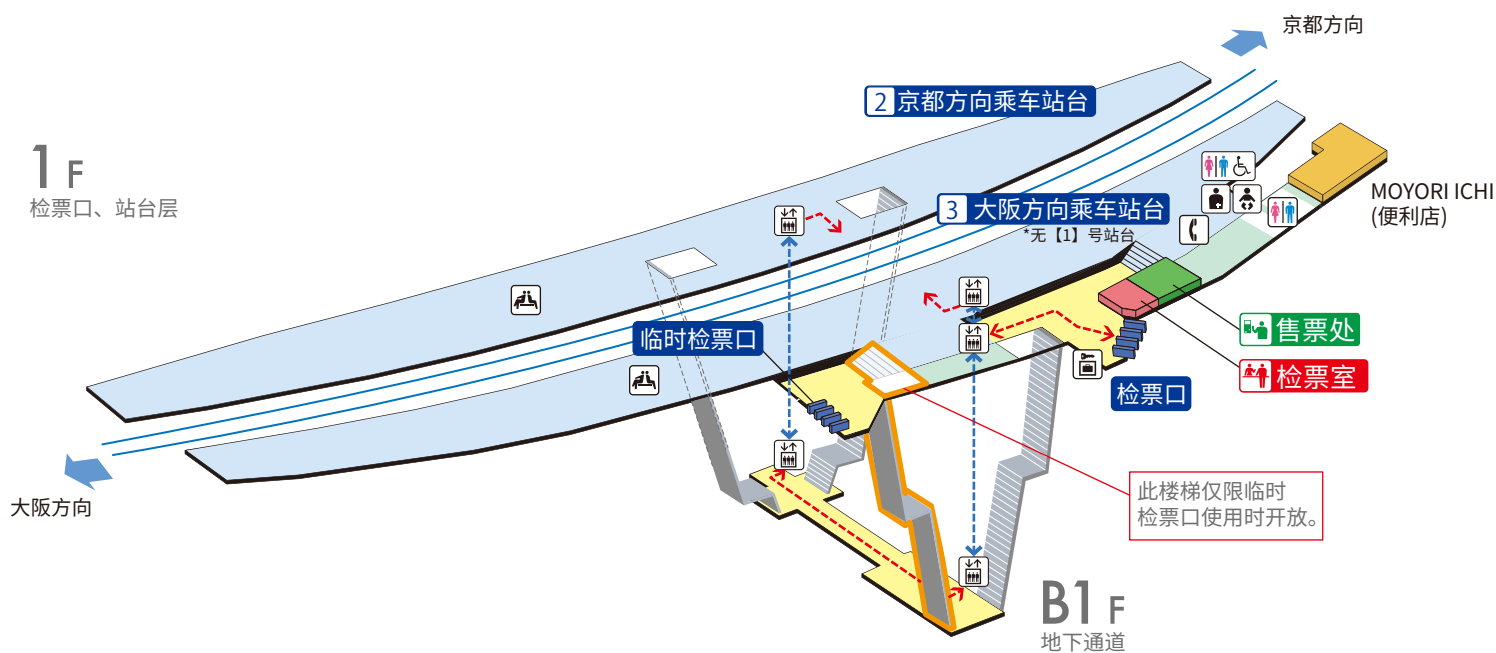 京都方向
2 京都方向乘车站台
1 F
检票口、站台层
MOYORI ICHI
(便利店)
3 大阪方向乘车站台
*无【1】号站台
临时检票口
售票处
检票室
检票口
大阪方向
此楼梯仅限临时
检票口使用时开放。
B1 F
地下通道